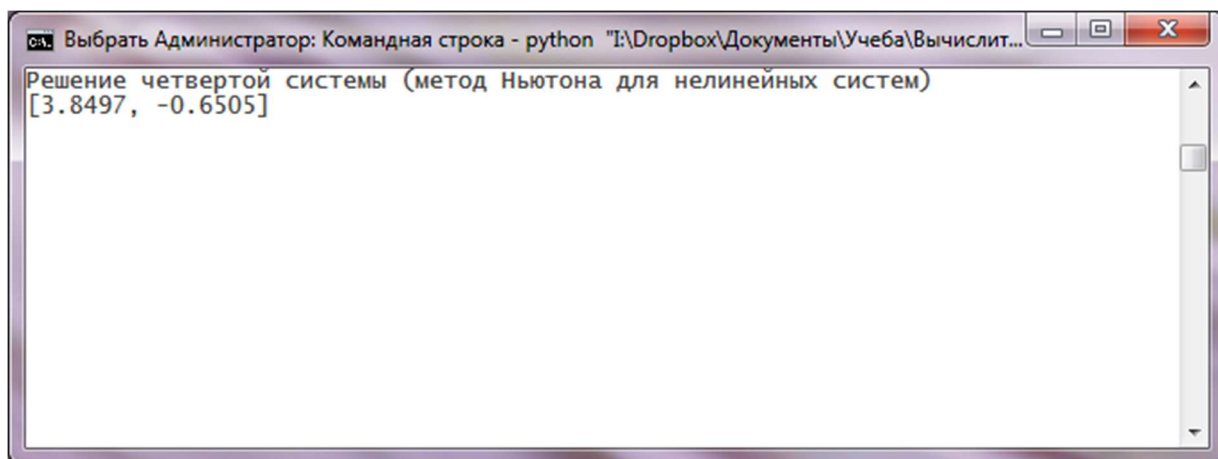 Выбрать Администратор: Командная строка - python "I:\Dropbox\Документы\Учеба\Вычислит...
Решение четвертой системы (метод Ньютона для нелинейных систем)
[3.8497, -0.6505]